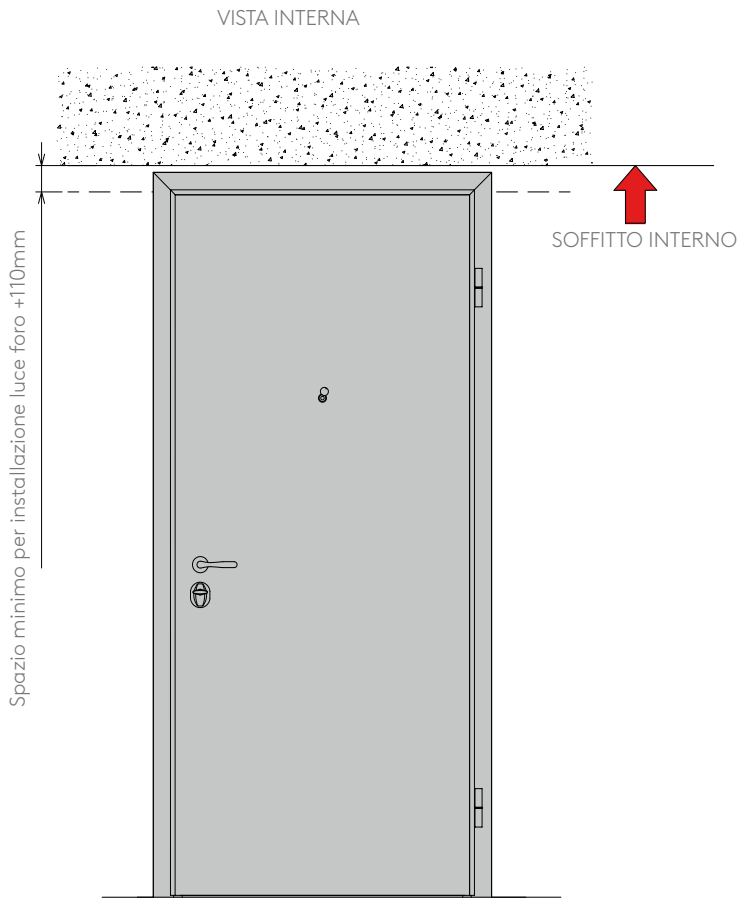 VISTA INTERNA
SOFFITTO INTERNO
Spazio minimo per installazione luce foro +110mm